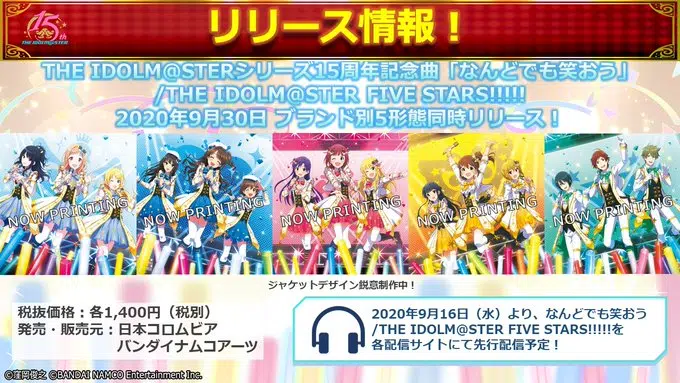 15th
THE IDOLM@STER
リリース情報！
THE IDOLM@STERシリーズ15周年記念曲「なんどでも笑おう」
/THE IDOLM@STER FIVE STARS!!!!!
2020年9月30日 ブランド別5形態同時リリース！
NOW PRINTING
NOW PRINTING
NOW PRINTING
NOW PRINTING
NOW PRINTING
ジャケットデザイン鋭意制作中！
税抜価格：各1,400円（税別）
発売・販売元：日本コロムビア
バンダイナムコアーツ
2020年9月16日（水）より、なんどでも笑おう
/THE IDOLM@STER FIVE STARS!!!!!を
各配信サイトにて先行配信予定！
©窪岡俊之 ©BANDAI NAMCO Entertainment Inc.